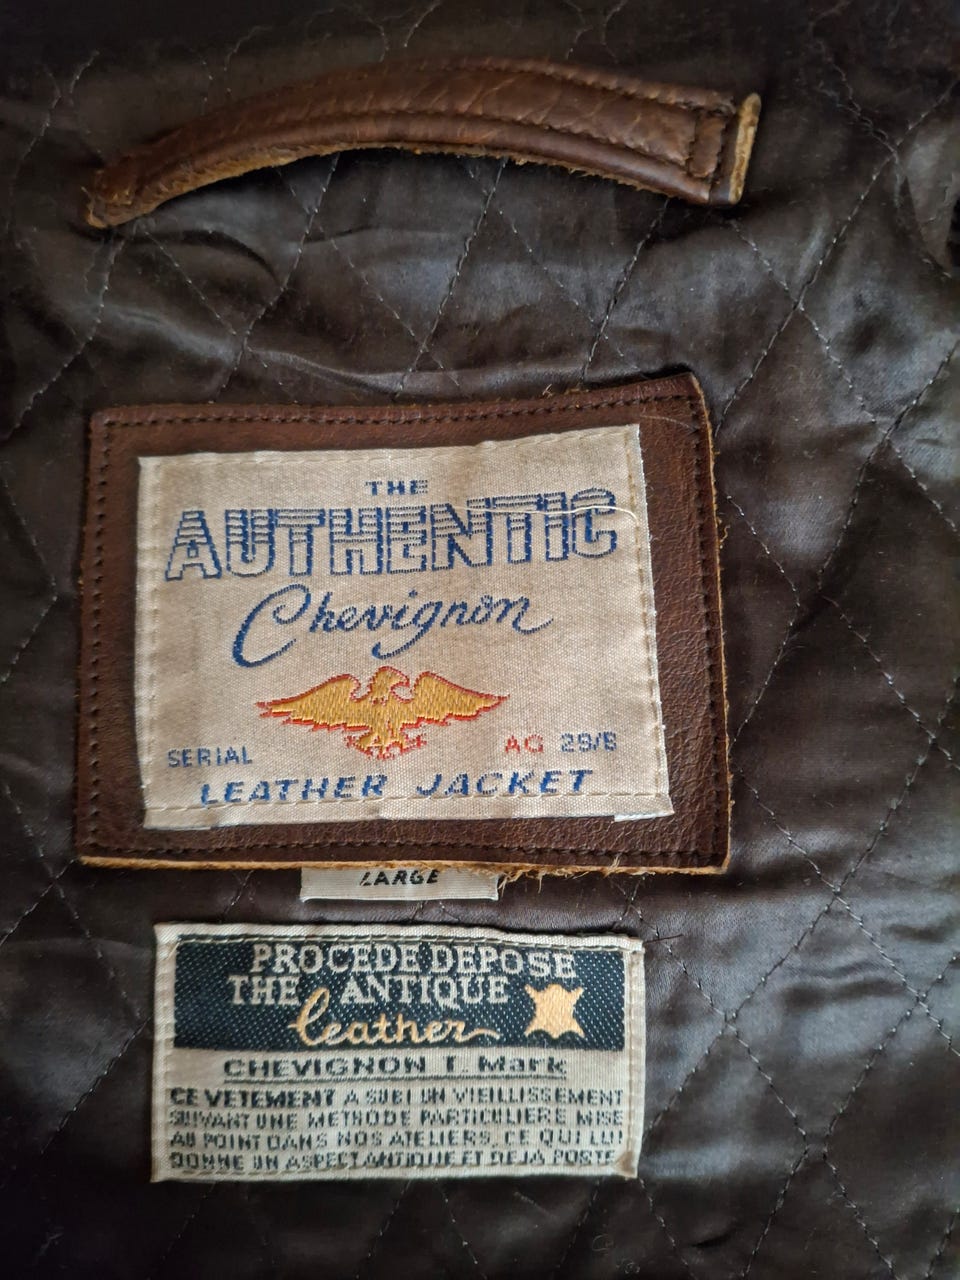 THE
AUTHENTIC
Chevignon
SERIAL AG 29/B
LEATHER JACKET
LARGE
PROCEDE DEPOSE
THE ANTIQUE
leather
CHEVIGNON T. Mark
CE VETEMENT A SUBI UN VIEILLISSEMENT
SUIVANT UNE METHODE PARTICULIERE MISE
AU POINT DANS NOS ATELIERS, CE QUI LUI
DONNE UN ASPECT ANTIQUE ET DEJA PORTE